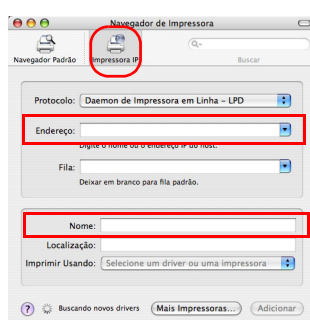 Navegador de Impressora
Navegador Padrão
Impressora IP
Buscar
Protocolo: Daemon de Impressora em Linha – LPD
Endereço:
Digite o nome ou o endereço IP do host.
Fila:
Deixar em branco para fila padrão.
Nome:
Localização:
Imprimir Usando: Selecione um driver ou uma impressora
? Buscando novos drivers Mais Impressoras... Adicionar